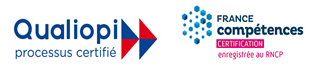 Qualiopi
processus certifié
FRANCE
compétences
CERTIFICATION
enregistrée au RNCP